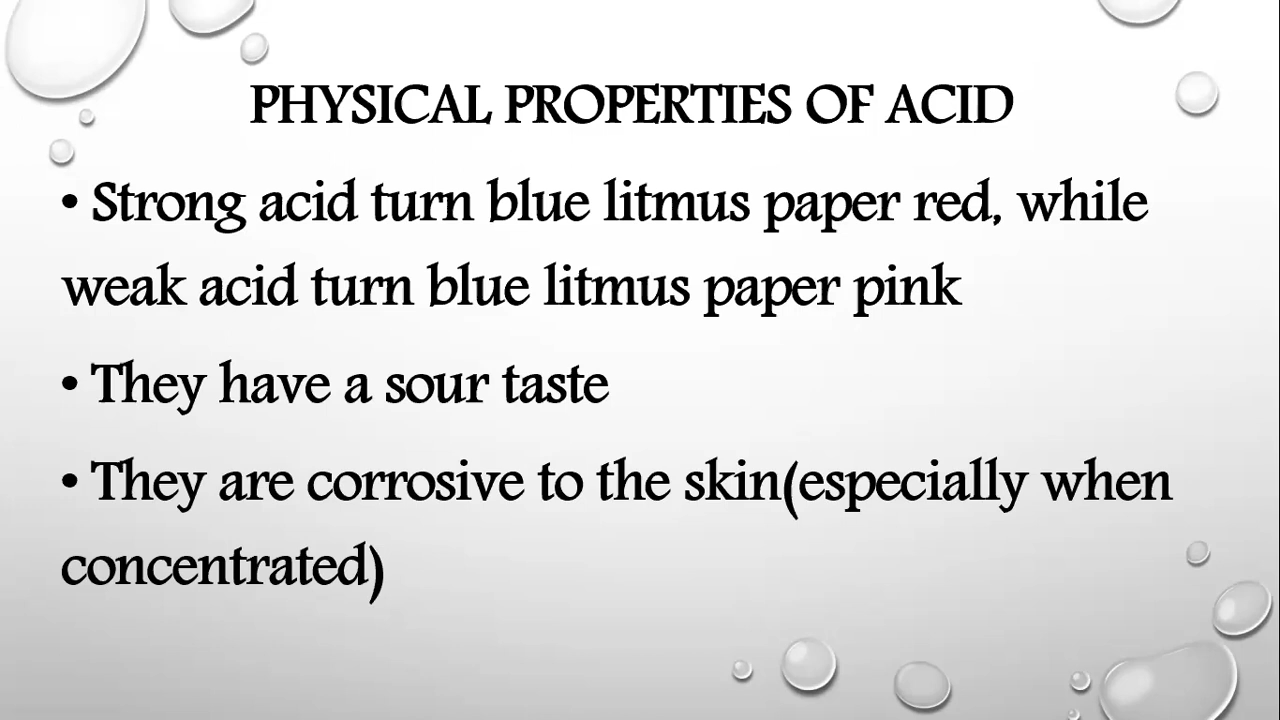 PHYSICAL PROPERTIES OF ACID
• Strong acid turn blue litmus paper red, while
weak acid turn blue litmus paper pink
• They have a sour taste
• They are corrosive to the skin(especially when
concentrated)